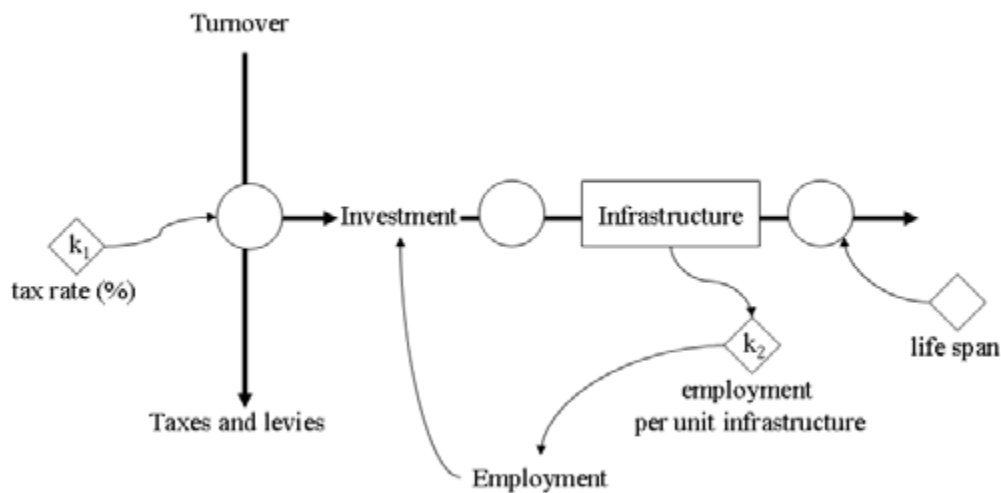 Turnover
Investment
Infrastructure
k₁
tax rate (%)
life span
k₂
employment
per unit infrastructure
Taxes and levies
Employment